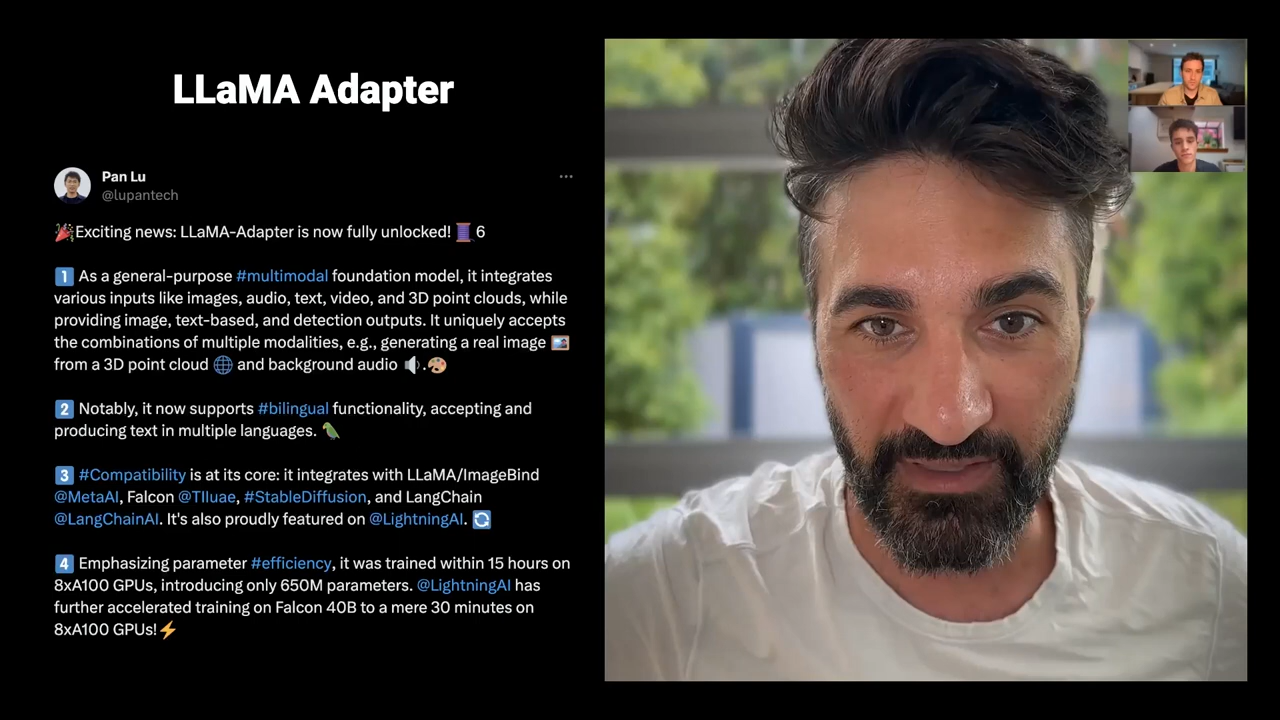 LLaMA Adapter
Pan Lu
@lupantech
🎉Exciting news: LLaMA-Adapter is now fully unlocked! 🧵6
1️⃣ As a general-purpose #multimodal foundation model, it integrates
various inputs like images, audio, text, video, and 3D point clouds, while
providing image, text-based, and detection outputs. It uniquely accepts
the combinations of multiple modalities, e.g., generating a real image 🖼️
from a 3D point cloud 🌐 and background audio 🔈.🎨
2️⃣ Notably, it now supports #bilingual functionality, accepting and
producing text in multiple languages. 🦜
3️⃣ #Compatibility is at its core: it integrates with LLaMA/ImageBind
@MetaAI, Falcon @TIIuae, #StableDiffusion, and LangChain
@LangChainAI. It's also proudly featured on @LightningAI. 🔄
4️⃣ Emphasizing parameter #efficiency, it was trained within 15 hours on
8xA100 GPUs, introducing only 650M parameters. @LightningAI has
further accelerated training on Falcon 40B to a mere 30 minutes on
8xA100 GPUs!⚡